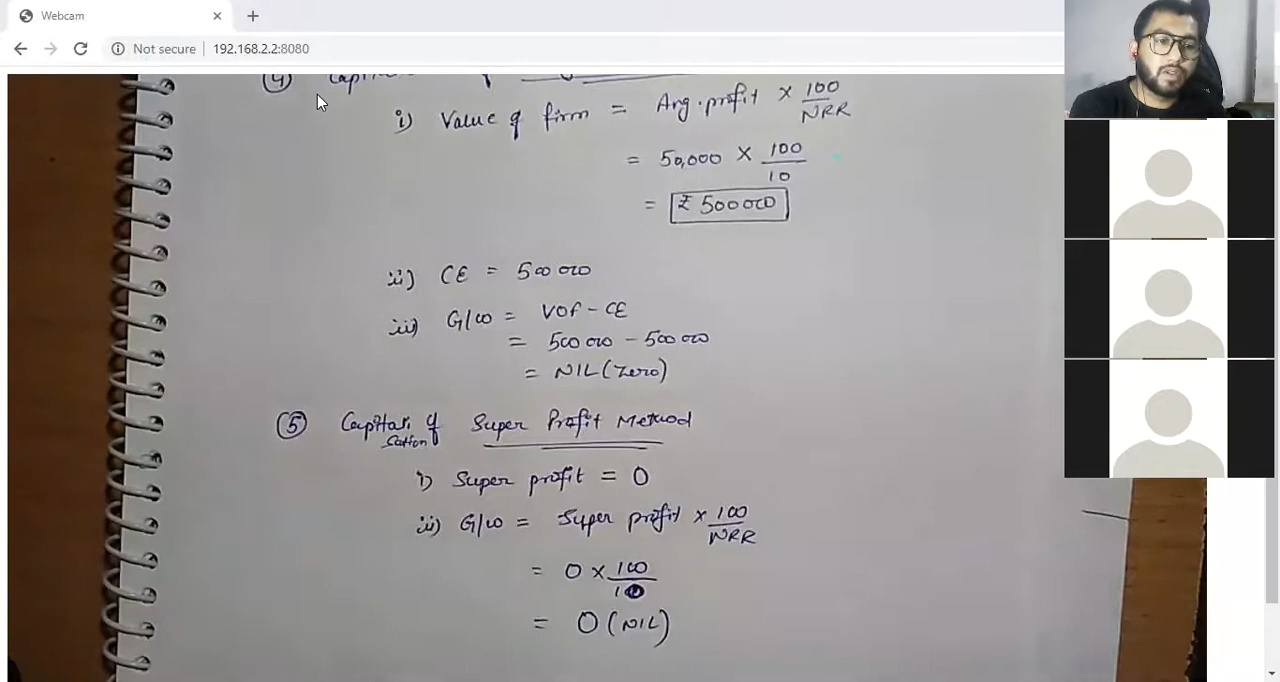 Webcam
Not secure 192.168.2.2:8080
(4)
i) Value of firm = Avg. profit × 100/NRR
= 50,000 × 100/10
= ₹ 500000
ii) CE = 500000
iii) G/W = VOF - CE
= 500000 - 500000
= NIL (Zero)
(5) Capitalisation of Super Profit Method
i) Super profit = 0
ii) G/W = Super profit × 100/NRR
= 0 × 100/10
= 0 (NIL)